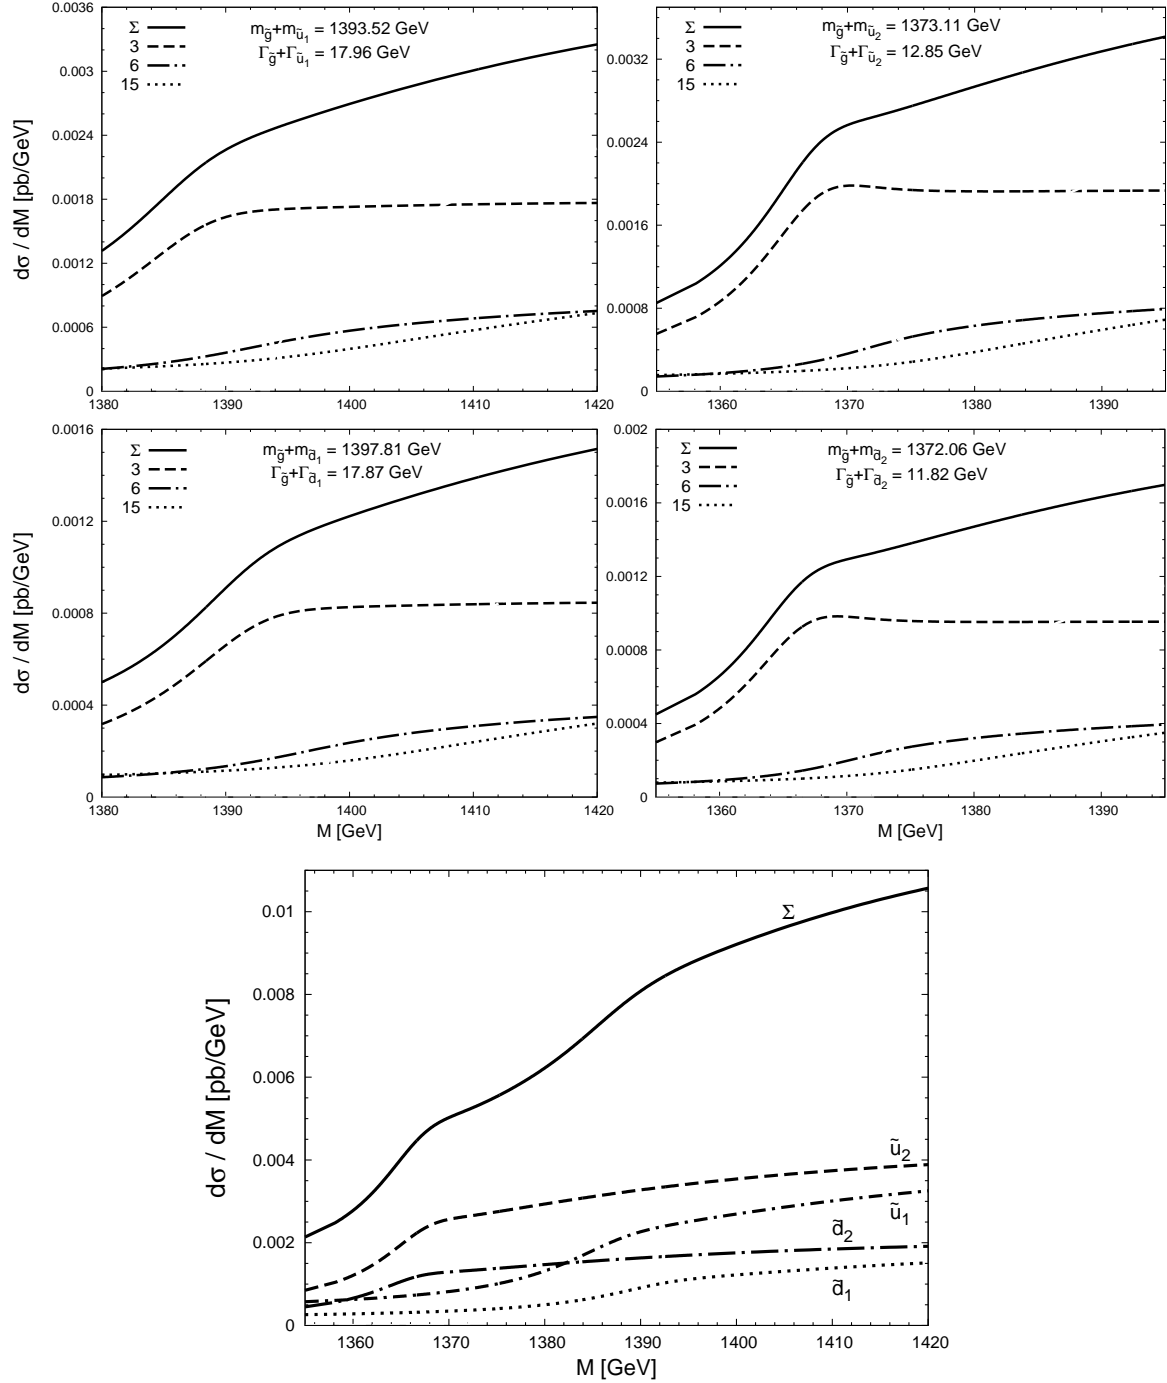 dσ / dM [pb/GeV]
0.0036
0.003
0.0024
0.0018
0.0012
0.0006
0
Σ
3
6
15
m_g̃+m_ũ₁ = 1393.52 GeV
Γ_g̃+Γ_ũ₁ = 17.96 GeV
1380 1390 1400 1410 1420
0.0032
0.0024
0.0016
0.0008
0
Σ
3
6
15
m_g̃+m_ũ₂ = 1373.11 GeV
Γ_g̃+Γ_ũ₂ = 12.85 GeV
1360 1370 1380 1390
dσ / dM [pb/GeV]
0.0016
0.0012
0.0008
0.0004
0
Σ
3
6
15
m_g̃+m_d̃₁ = 1397.81 GeV
Γ_g̃+Γ_d̃₁ = 17.87 GeV
1380 1390 1400 1410 1420
M [GeV]
0.002
0.0016
0.0012
0.0008
0.0004
0
Σ
3
6
15
m_g̃+m_d̃₂ = 1372.06 GeV
Γ_g̃+Γ_d̃₂ = 11.82 GeV
1360 1370 1380 1390
M [GeV]
dσ / dM [pb/GeV]
0.01
0.008
0.006
0.004
0.002
0
Σ
ũ₂
ũ₁
d̃₂
d̃₁
1360 1370 1380 1390 1400 1410 1420
M [GeV]